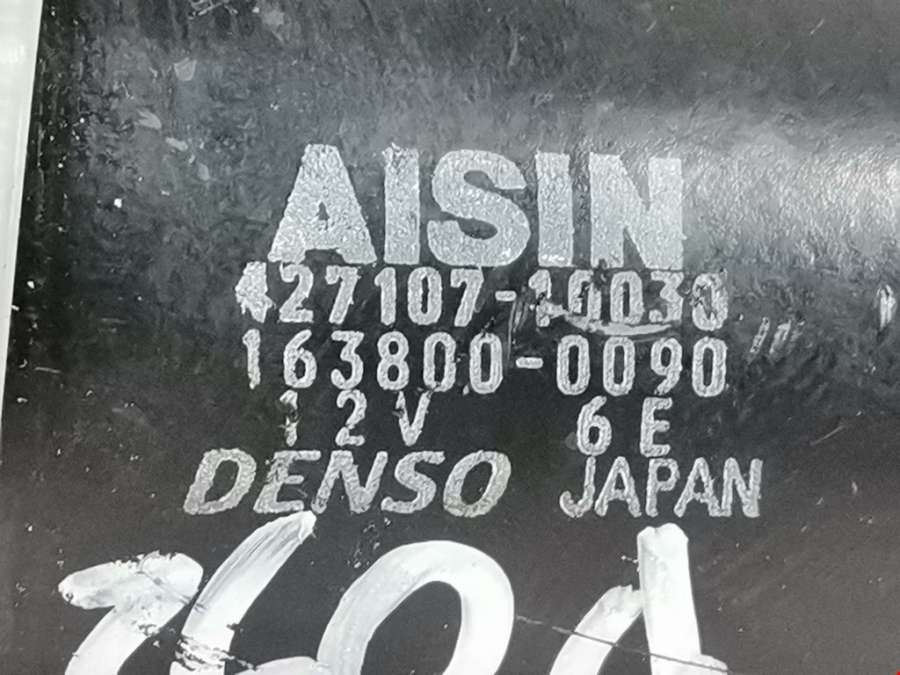 AISIN
427107-10030
163800-0090
12V 6E
DENSO JAPAN